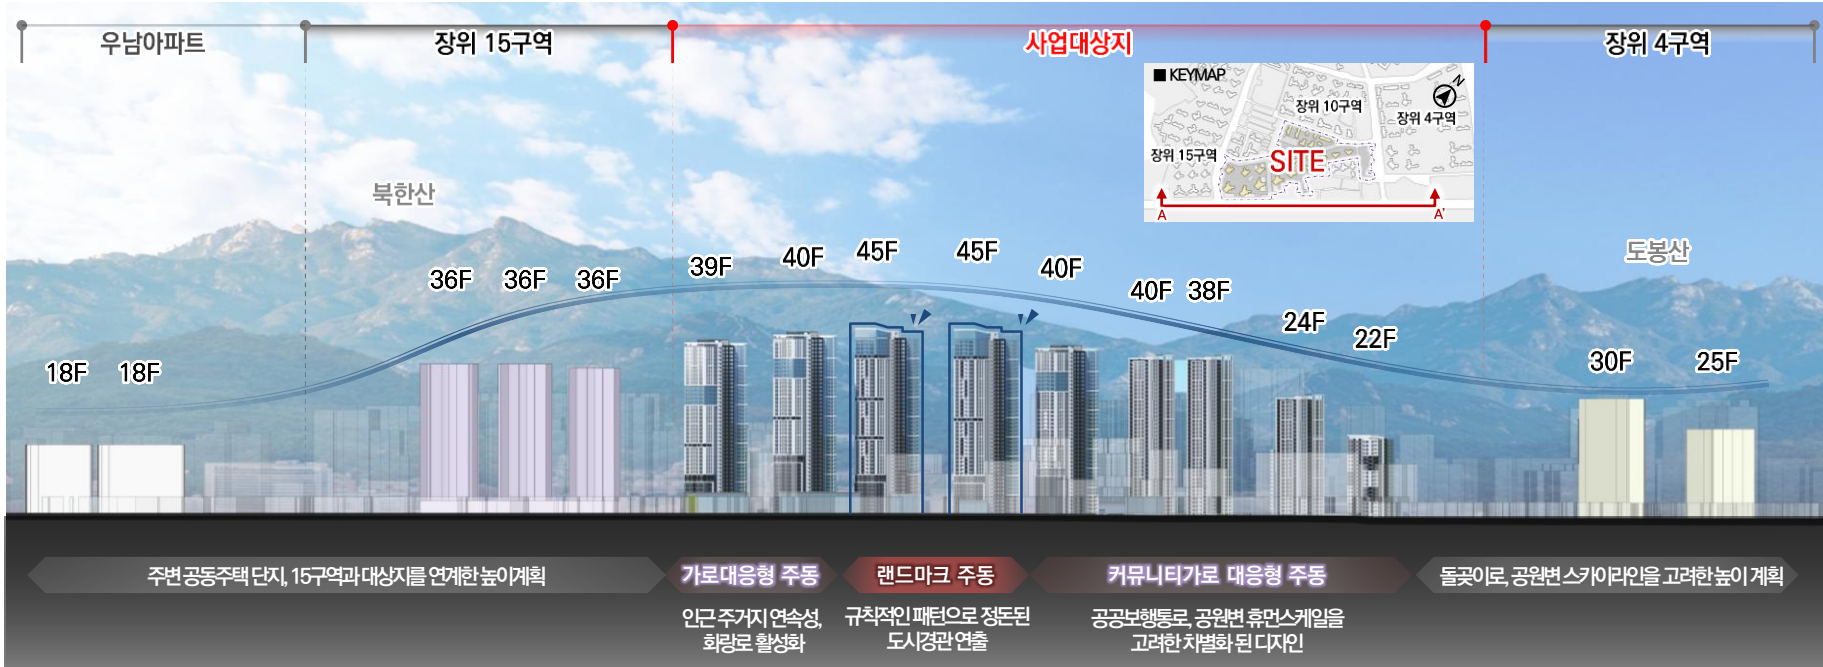 우남아파트
장위 15구역
사업대상지
장위 4구역
■ KEYMAP
N
장위 10구역
장위 4구역
장위 15구역
SITE
A
A'
북한산
도봉산
18F
18F
36F
36F
36F
39F
40F
45F
45F
40F
40F
38F
24F
22F
30F
25F
주변 공동주택 단지, 15구역과 대상지를 연계한 높이계획
가로대응형 주동
인근 주거지 연속성,
화랑로 활성화
랜드마크 주동
규칙적인 패턴으로 정돈된
도시경관 연출
커뮤니티가로 대응형 주동
공공보행통로, 공원변 휴먼스케일을
고려한 차별화 된 디자인
돌곶이로, 공원변 스카이라인을 고려한 높이 계획